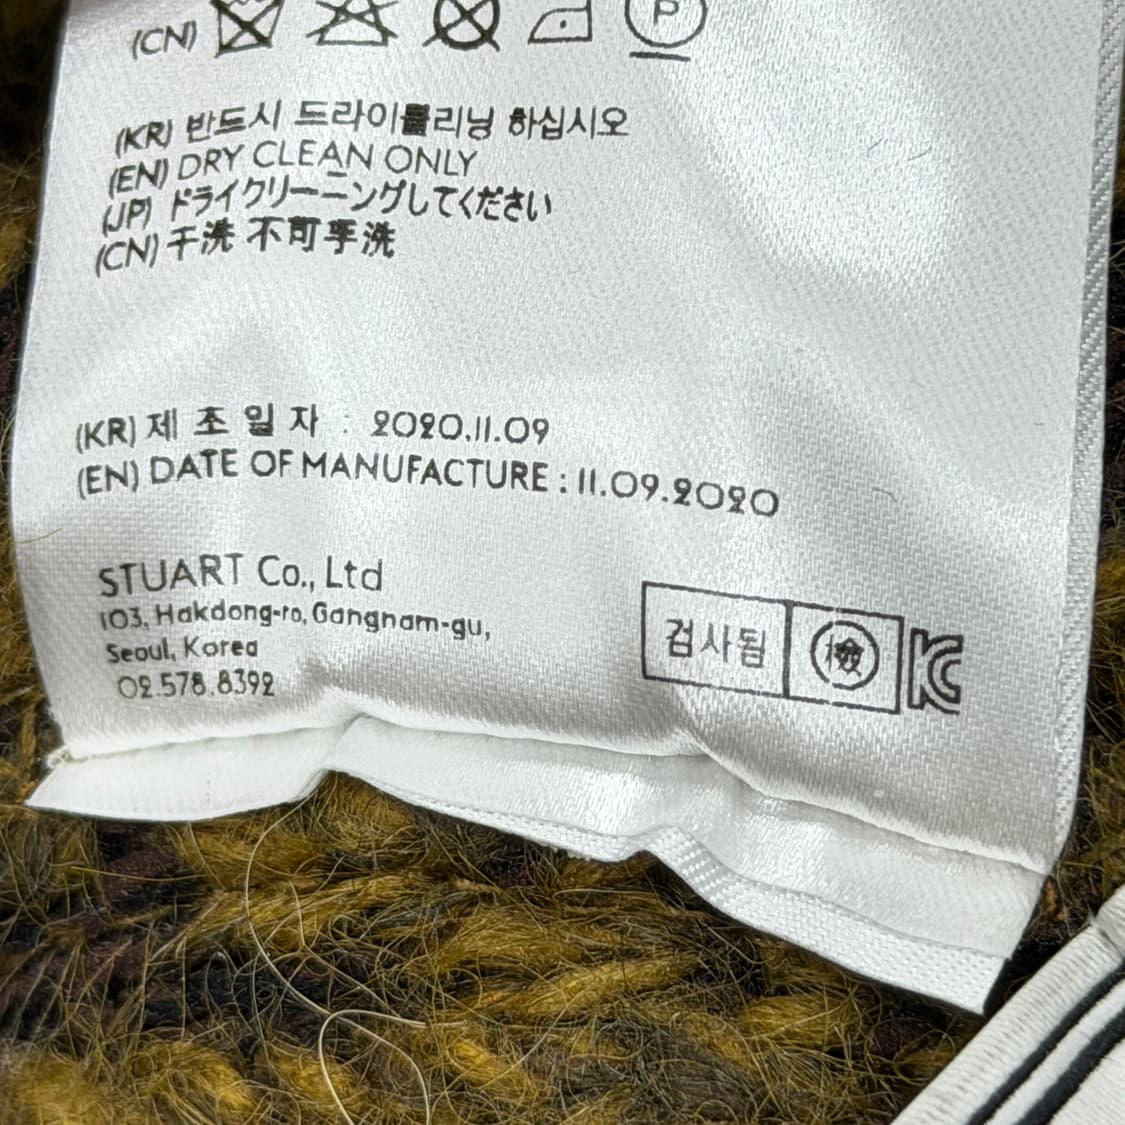 (CN)
P
(KR) 반드시 드라이클리닝 하십시오
(EN) DRY CLEAN ONLY
(JP) ドライクリーニングしてください
(CN) 干洗 不可手洗
(KR) 제 조 일 자 : 2020.11.09
(EN) DATE OF MANUFACTURE : 11.09.2020
STUART Co., Ltd
103, Hakdong-ro, Gangnam-gu,
Seoul, Korea
02.578.8392
검사됨 檢 KC